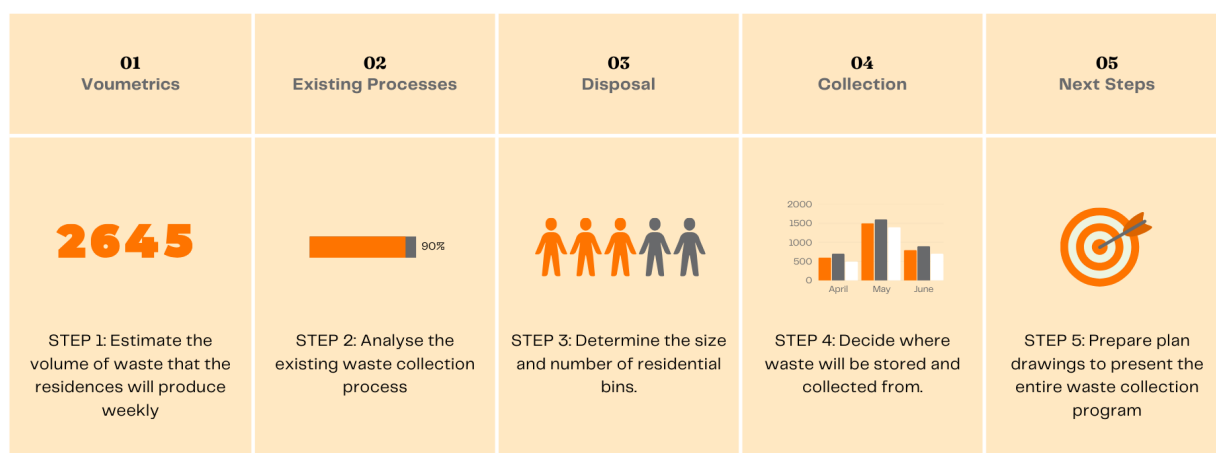 01
Voumetrics
02
Existing Processes
03
Disposal
04
Collection
05
Next Steps
2645
90%
2000
1500
1000
500
0
April
May
June
STEP 1: Estimate the
volume of waste that the
residences will produce
weekly
STEP 2: Analyse the
existing waste collection
process
STEP 3: Determine the size
and number of residential
bins.
STEP 4: Decide where
waste will be stored and
collected from.
STEP 5: Prepare plan
drawings to present the
entire waste collection
program